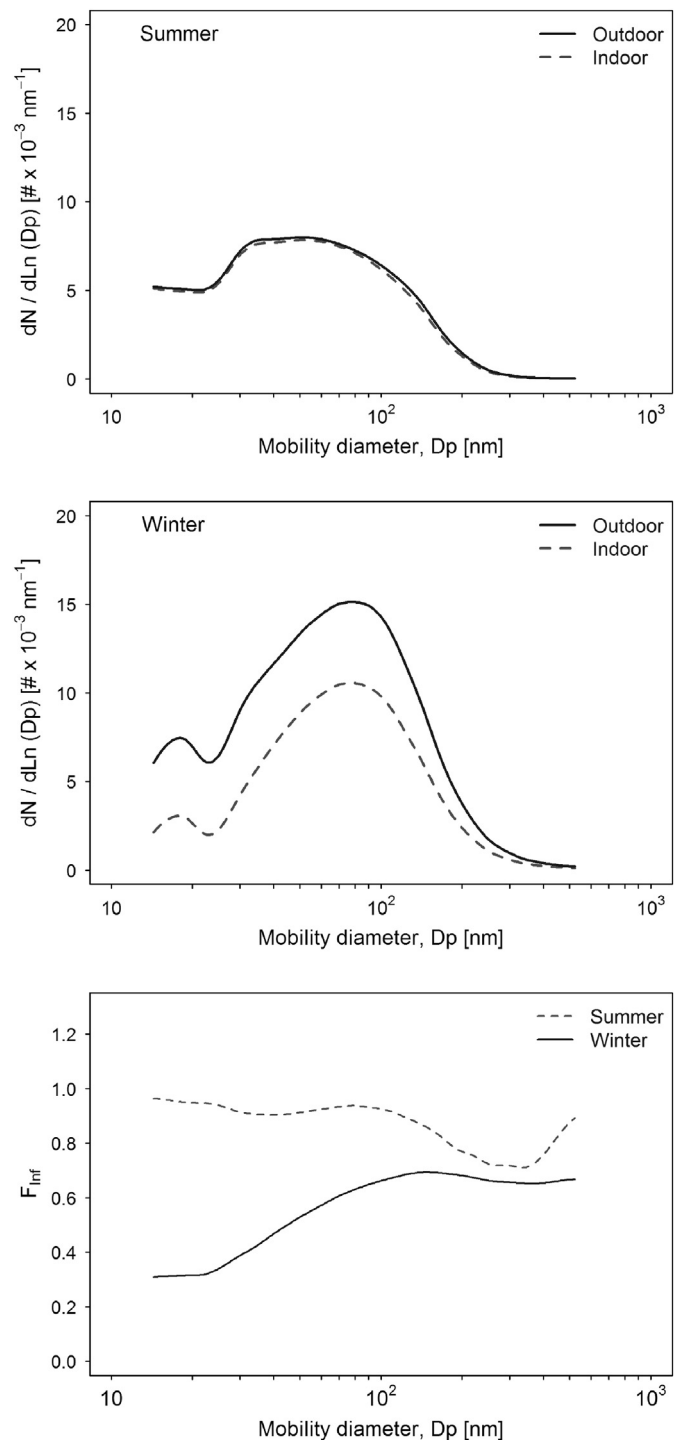 Summer
Outdoor
Indoor
20
15
10
5
0
dN / dLn (Dp) [# x 10⁻³ nm⁻¹]
10
10²
10³
Mobility diameter, Dp [nm]
Winter
Outdoor
Indoor
20
15
10
5
0
dN / dLn (Dp) [# x 10⁻³ nm⁻¹]
10
10²
10³
Mobility diameter, Dp [nm]
Summer
Winter
1.2
1.0
0.8
0.6
0.4
0.2
0.0
F_Inf
10
10²
10³
Mobility diameter, Dp [nm]